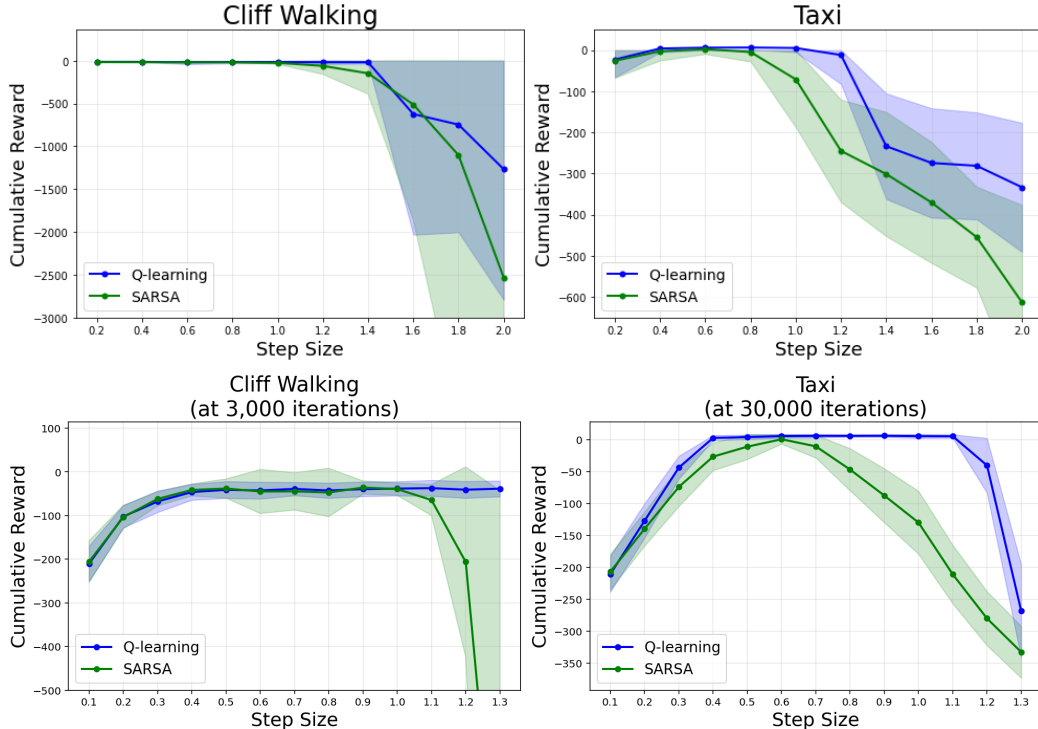 Cliff Walking
Cumulative Reward
0
−500
−1000
−1500
−2000
−2500
−3000
Q-learning
SARSA
0.2 0.4 0.6 0.8 1.0 1.2 1.4 1.6 1.8 2.0
Step Size
Taxi
Cumulative Reward
0
−100
−200
−300
−400
−500
−600
Q-learning
SARSA
0.2 0.4 0.6 0.8 1.0 1.2 1.4 1.6 1.8 2.0
Step Size
Cliff Walking
(at 3,000 iterations)
Cumulative Reward
100
0
−100
−200
−300
−400
−500
Q-learning
SARSA
0.1 0.2 0.3 0.4 0.5 0.6 0.7 0.8 0.9 1.0 1.1 1.2 1.3
Step Size
Taxi
(at 30,000 iterations)
Cumulative Reward
0
−50
−100
−150
−200
−250
−300
−350
Q-learning
SARSA
0.1 0.2 0.3 0.4 0.5 0.6 0.7 0.8 0.9 1.0 1.1 1.2 1.3
Step Size